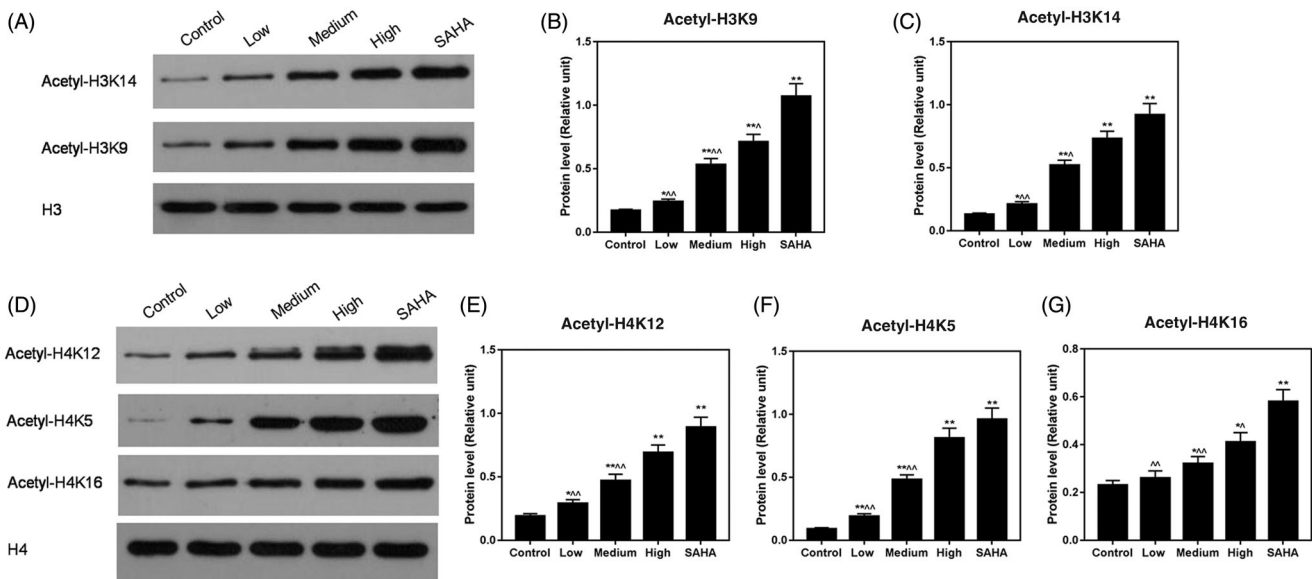 (A)
Control Low Medium High SAHA
Acetyl-H3K14
Acetyl-H3K9
H3
(B)
Acetyl-H3K9
Protein level (Relative unit)
1.5
1.0
0.5
0.0
*^^
**^^
**^
**
Control Low Medium High SAHA
(C)
Acetyl-H3K14
Protein level (Relative unit)
1.5
1.0
0.5
0.0
*^^
**^
**
**
Control Low Medium High SAHA
(D)
Control Low Medium High SAHA
Acetyl-H4K12
Acetyl-H4K5
Acetyl-H4K16
H4
(E)
Acetyl-H4K12
Protein level (Relative unit)
1.5
1.0
0.5
0.0
*^^
**^^
**
**
Control Low Medium High SAHA
(F)
Acetyl-H4K5
Protein level (Relative unit)
1.5
1.0
0.5
0.0
**^^
**^^
**
**
Control Low Medium High SAHA
(G)
Acetyl-H4K16
Protein level (Relative unit)
0.8
0.6
0.4
0.2
0.0
^^
*^^
*^
**
Control Low Medium High SAHA